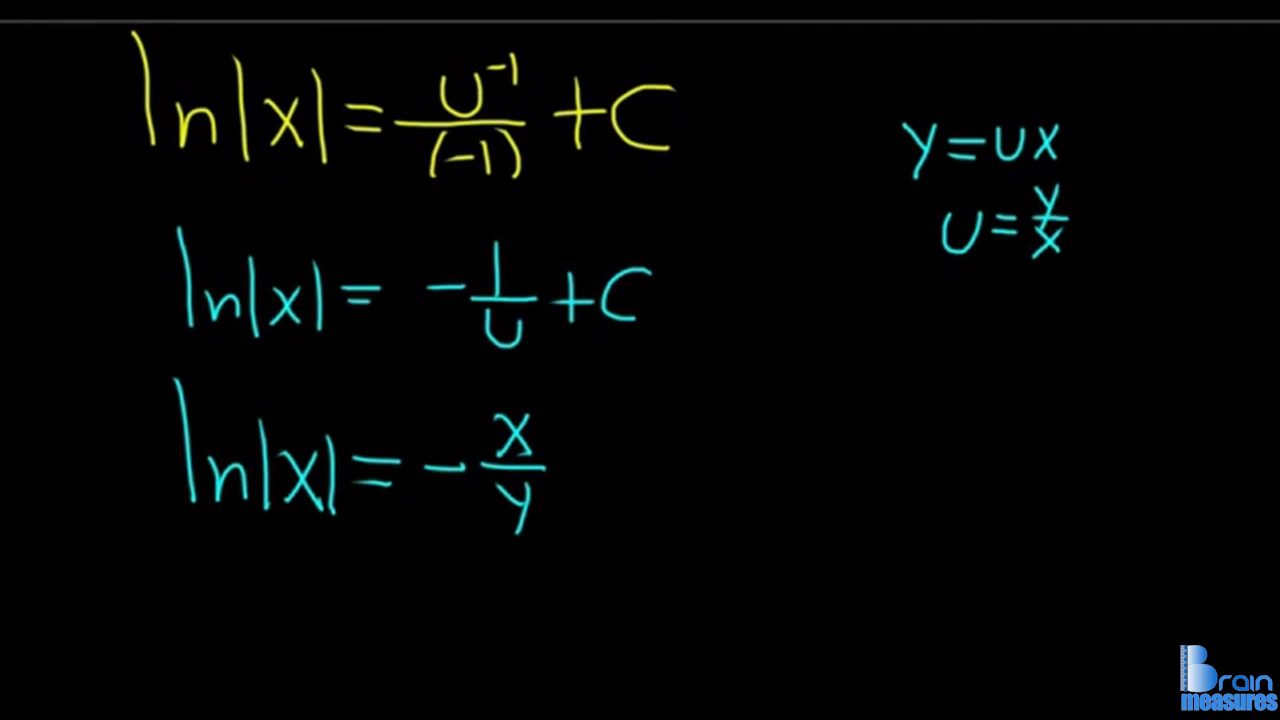 ln|x| = u⁻¹/(-1) + C
y = ux
u = y/x
ln|x| = - 1/u + C
ln|x| = - x/y
Brain
measures